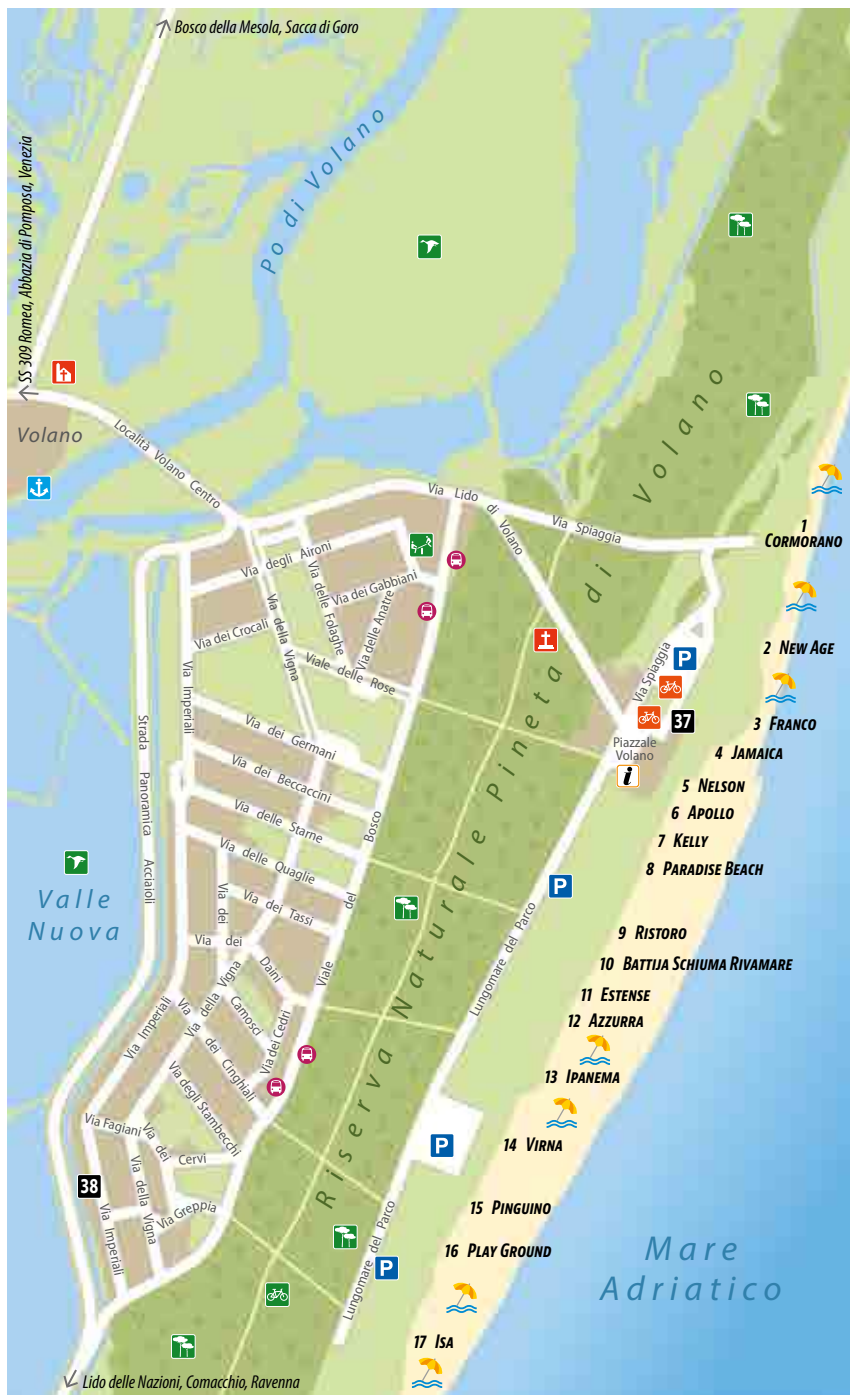 Bosco della Mesola, Sacca di Goro
SS 309 Romea, Abbazia di Pomposa, Venezia
Po di Volano
Volano
Località Volano Centro
Via Lido
di Volano
Via Spiaggia
1
CORMORANO
Via degli Aironi
Via delle Folaghe
Via dei Gabbiani
Via delle Anatre
Via dei Crocali
Via della Vigna
Viale delle Rose
Via Imperiali
Via Spiaggia
P
2 NEW AGE
37
3 FRANCO
Piazzale
Volano
i
4 JAMAICA
5 NELSON
6 APOLLO
7 KELLY
8 PARADISE BEACH
Strada Panoramica Acciaioli
Via dei Germani
Via dei Beccaccini
Via delle Starne
Via delle Quaglie
Via dei Tassi
Via dei
Via dei
Daini
Viale del Bosco
P
Valle
Nuova
9 RISTORO
10 BATTIJA SCHIUMA RIVAMARE
11 ESTENSE
12 AZZURRA
13 IPANEMA
14 VIRNA
15 PINGUINO
16 PLAY GROUND
17 ISA
Lungomare del Parco
Riserva Naturale Pineta di Volano
Via Imperiali
Via della Vigna
Camosci
Via dei Cinghiali
Via dei Cedri
Via degli Stambecchi
Via Fagiani
Via dei Cervi
38
Via della Vigna
Via Greppia
Via Imperiali
P
Lungomare del Parco
P
Mare
Adriatico
Lido delle Nazioni, Comacchio, Ravenna